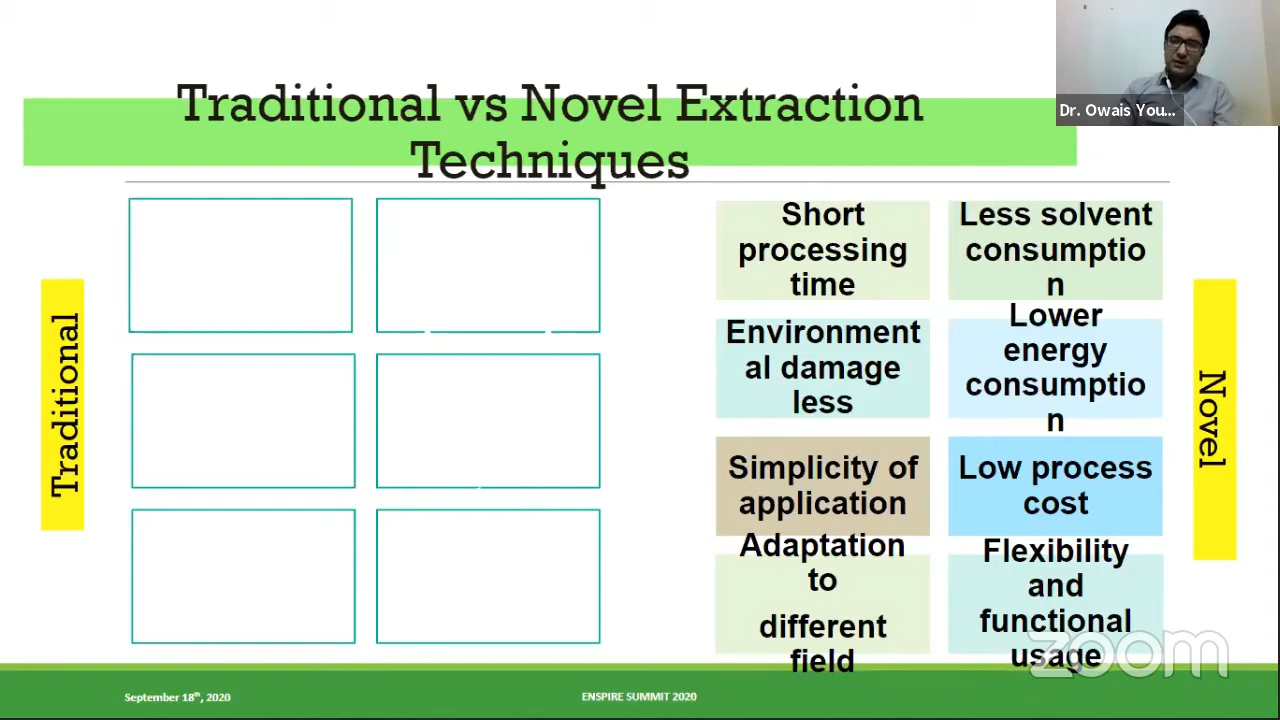 Dr. Owais You...
Traditional vs Novel Extraction
Techniques
Traditional
Short
processing
time
Less solvent
consumptio
n
Environment
al damage
less
Lower
energy
consumptio
n
Simplicity of
application
Low process
cost
Adaptation
to
different
field
Flexibility
and
functional
usage
Novel
zoom
September 18th, 2020
ENSPIRE SUMMIT 2020